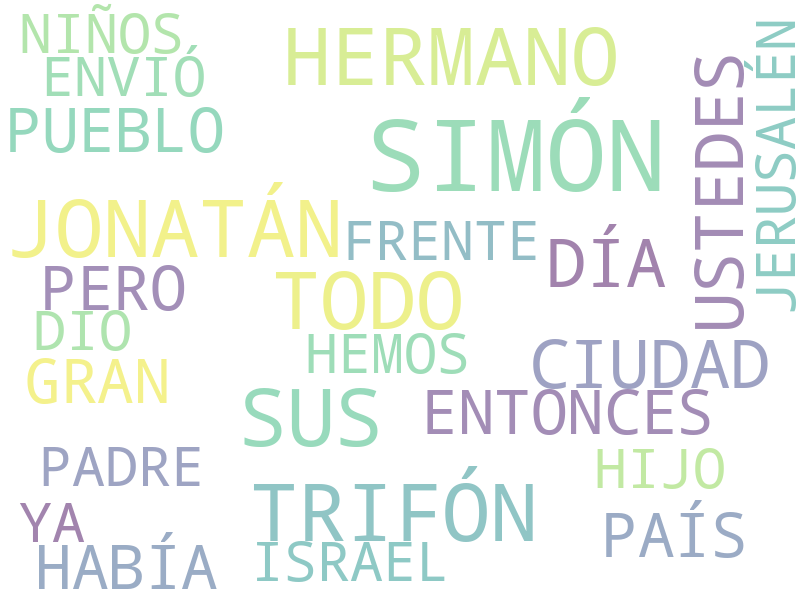 NIÑOS
HERMANO
ENVIÓ
PUEBLO
SIMÓN
USTEDES
JERUSALÉN
JONATÁN
FRENTE
DÍA
PERO
TODO
DIO
HEMOS
CIUDAD
GRAN
SUS
ENTONCES
PADRE
HIJO
YA
TRIFÓN
PAÍS
HABÍA
ISRAEL